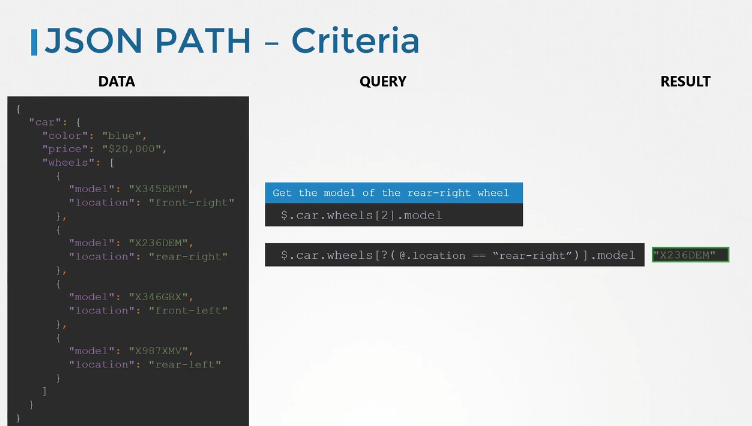 JSON PATH – Criteria
DATA
QUERY
RESULT
{
"car": {
"color": "blue",
"price": "$20,000",
"wheels": [
{
"model": "X345ERT",
"location": "front-right"
},
{
"model": "X236DEM",
"location": "rear-right"
},
{
"model": "X346GRX",
"location": "front-left"
},
{
"model": "X987XMV",
"location": "rear-left"
}
]
}
}
Get the model of the rear-right wheel
$.car.wheels[2].model
$.car.wheels[?(@.location == “rear-right”)].model
"X236DEM"